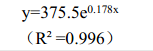 y=375.5e^0.178x
（R² =0.996）